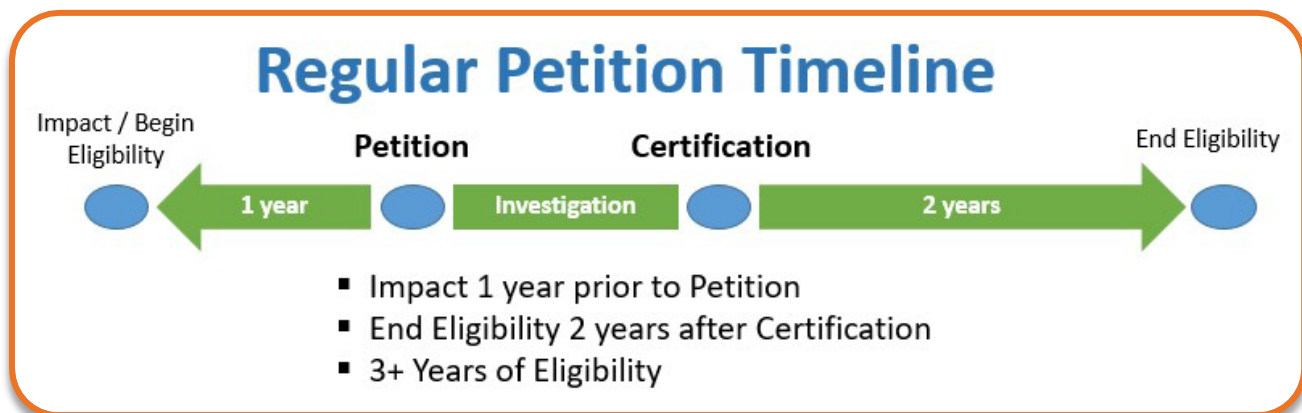 Regular Petition Timeline
Impact / Begin
Eligibility
Petition
Certification
End Eligibility
1 year
Investigation
2 years
▪ Impact 1 year prior to Petition
▪ End Eligibility 2 years after Certification
▪ 3+ Years of Eligibility